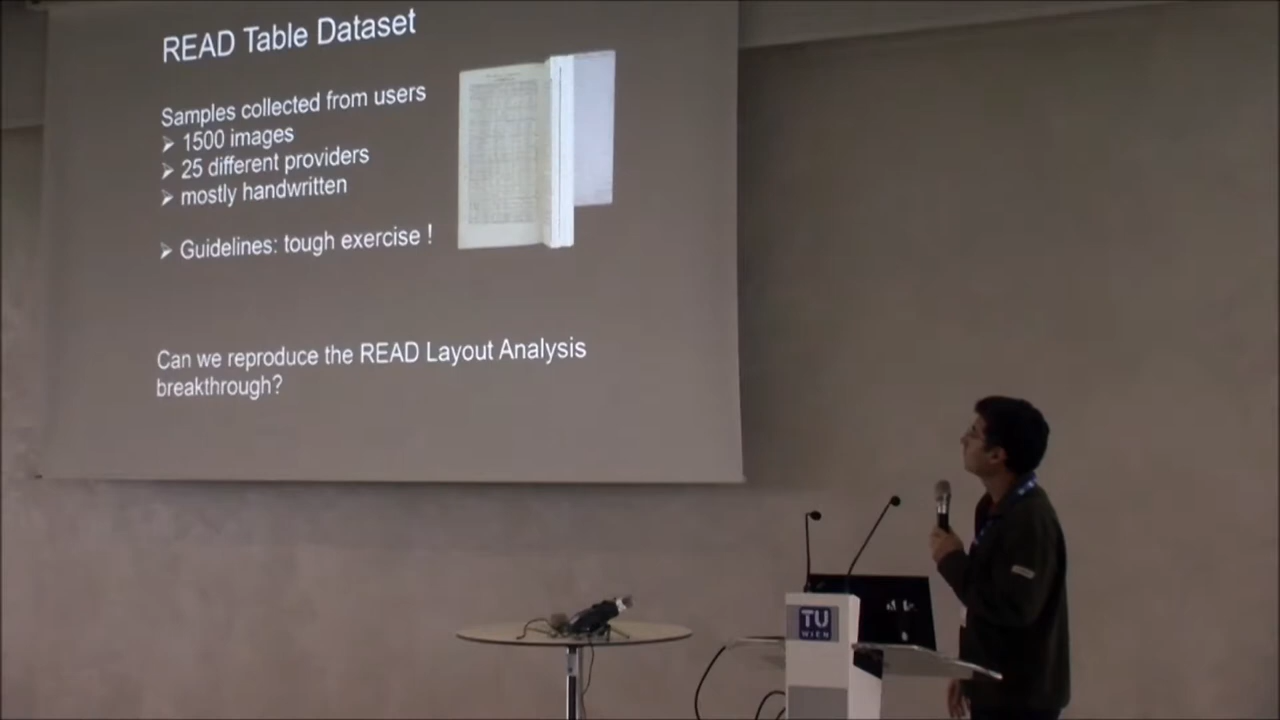 READ Table Dataset
Samples collected from users
➢ 1500 images
➢ 25 different providers
➢ mostly handwritten
➢ Guidelines: tough exercise !
Can we reproduce the READ Layout Analysis
breakthrough?
TU
WIEN